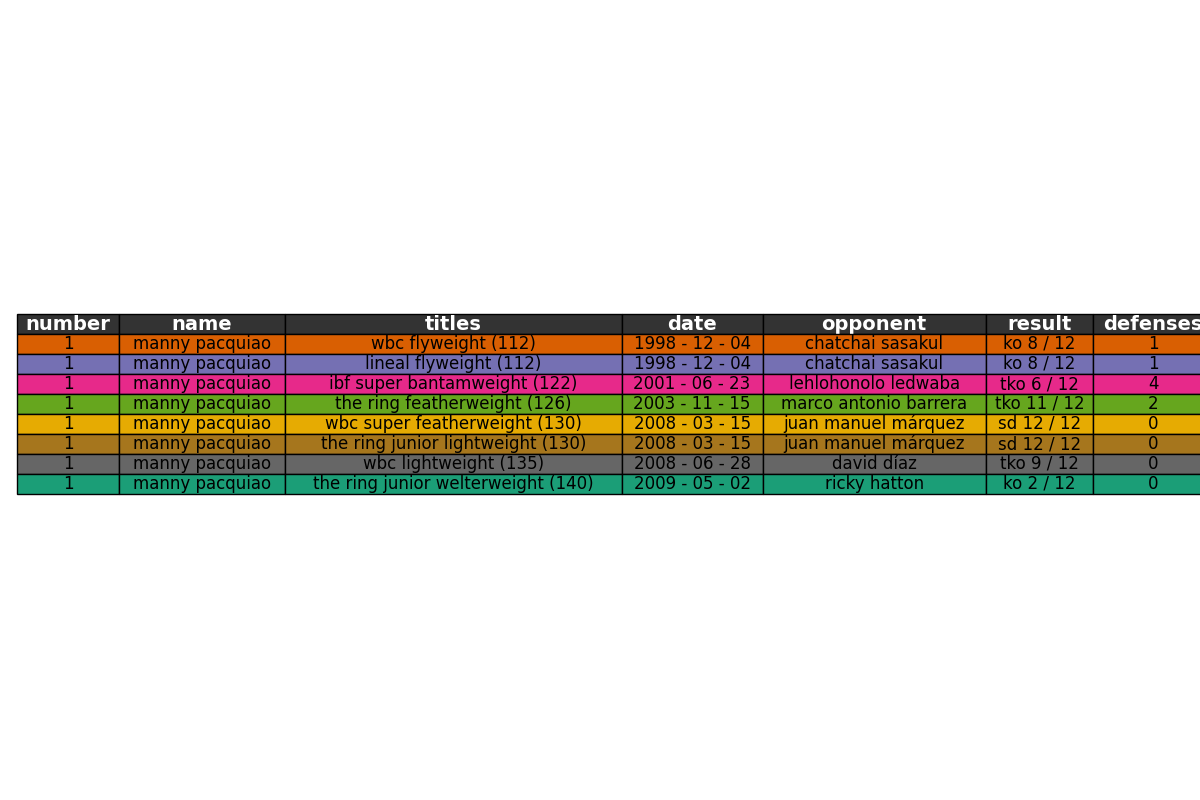 number name titles date opponent result defenses
1 manny pacquiao wbc flyweight (112) 1998 - 12 - 04 chatchai sasakul ko 8 / 12 1
1 manny pacquiao lineal flyweight (112) 1998 - 12 - 04 chatchai sasakul ko 8 / 12 1
1 manny pacquiao ibf super bantamweight (122) 2001 - 06 - 23 lehlohonolo ledwaba tko 6 / 12 4
1 manny pacquiao the ring featherweight (126) 2003 - 11 - 15 marco antonio barrera tko 11 / 12 2
1 manny pacquiao wbc super featherweight (130) 2008 - 03 - 15 juan manuel márquez sd 12 / 12 0
1 manny pacquiao the ring junior lightweight (130) 2008 - 03 - 15 juan manuel márquez sd 12 / 12 0
1 manny pacquiao wbc lightweight (135) 2008 - 06 - 28 david díaz tko 9 / 12 0
1 manny pacquiao the ring junior welterweight (140) 2009 - 05 - 02 ricky hatton ko 2 / 12 0